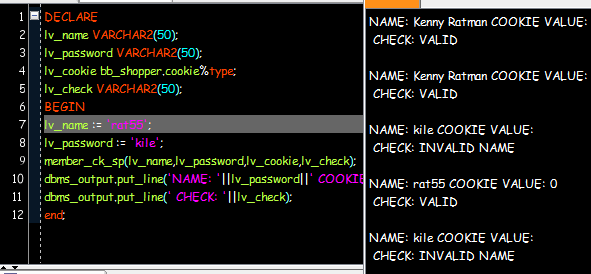 1 DECLARE
2 lv_name VARCHAR2(50);
3 lv_password VARCHAR2(50);
4 lv_cookie bb_shopper.cookie%type;
5 lv_check VARCHAR2(50);
6 BEGIN
7 lv_name := 'rat55';
8 lv_password := 'kile';
9 member_ck_sp(lv_name,lv_password,lv_cookie,lv_check);
10 dbms_output.put_line('NAME: '||lv_password||' COOKIE
11 dbms_output.put_line(' CHECK: '||lv_check);
12 end;
NAME: Kenny Ratman COOKIE VALUE:
CHECK: VALID
NAME: Kenny Ratman COOKIE VALUE:
CHECK: VALID
NAME: kile COOKIE VALUE:
CHECK: INVALID NAME
NAME: rat55 COOKIE VALUE: 0
CHECK: VALID
NAME: kile COOKIE VALUE:
CHECK: INVALID NAME